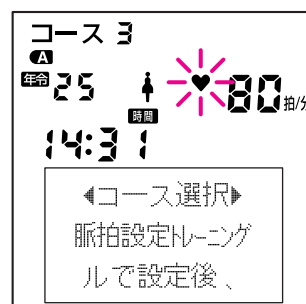 コース 3
A
年令 25 80 拍/分
時間
14:31
◀コース選択▶
脈拍設定トレーニング
ルで設定後、